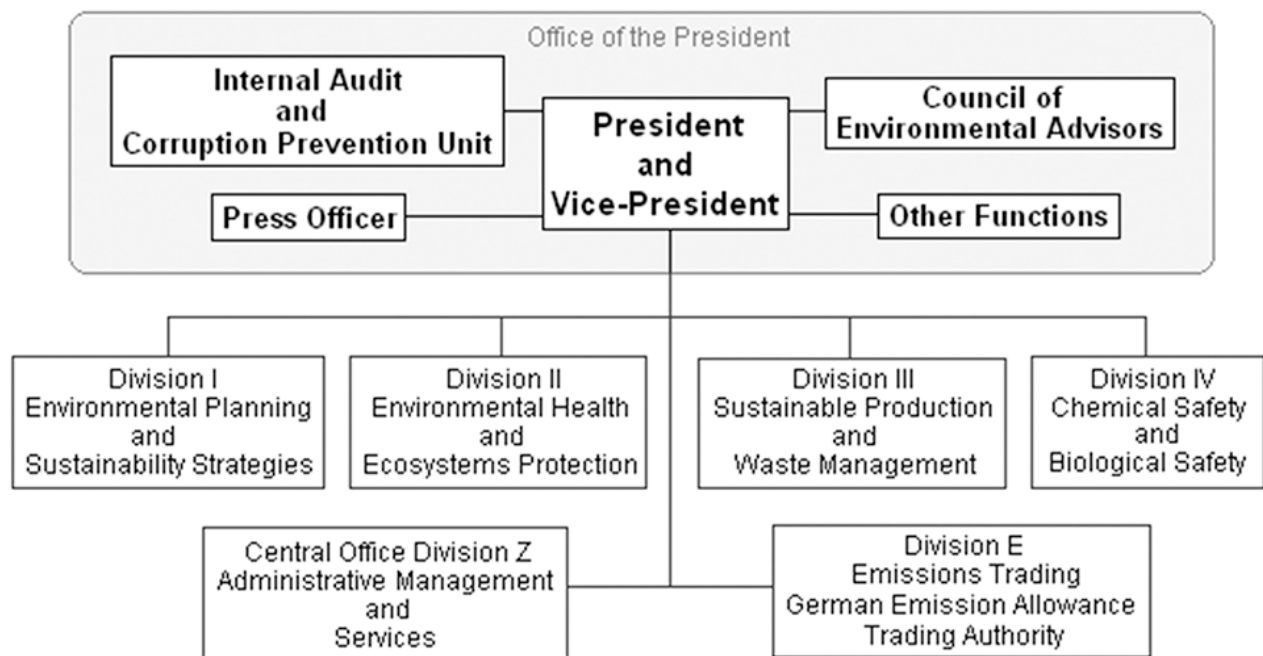 Office of the President
Internal Audit
and
Corruption Prevention Unit
President
and
Vice-President
Council of
Environmental Advisors
Press Officer
Other Functions
Division I
Environmental Planning
and
Sustainability Strategies
Division II
Environmental Health
and
Ecosystems Protection
Division III
Sustainable Production
and
Waste Management
Division IV
Chemical Safety
and
Biological Safety
Central Office Division Z
Administrative Management
and
Services
Division E
Emissions Trading
German Emission Allowance
Trading Authority